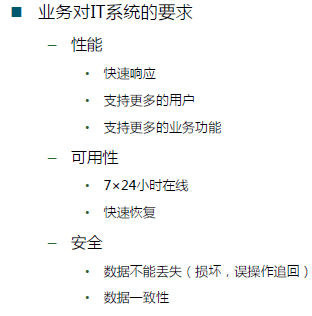 ■ 业务对IT系统的要求
– 性能
• 快速响应
• 支持更多的用户
• 支持更多的业务功能
– 可用性
• 7×24小时在线
• 快速恢复
– 安全
• 数据不能丢失（损坏，误操作追回）
• 数据一致性